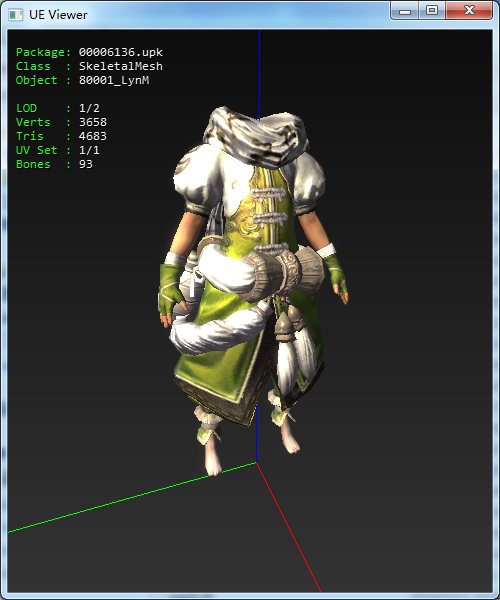 UE Viewer
Package: 00006136.upk
Class : SkeletalMesh
Object : 80001_LynM
LOD : 1/2
Verts : 3658
Tris : 4683
UV Set : 1/1
Bones : 93